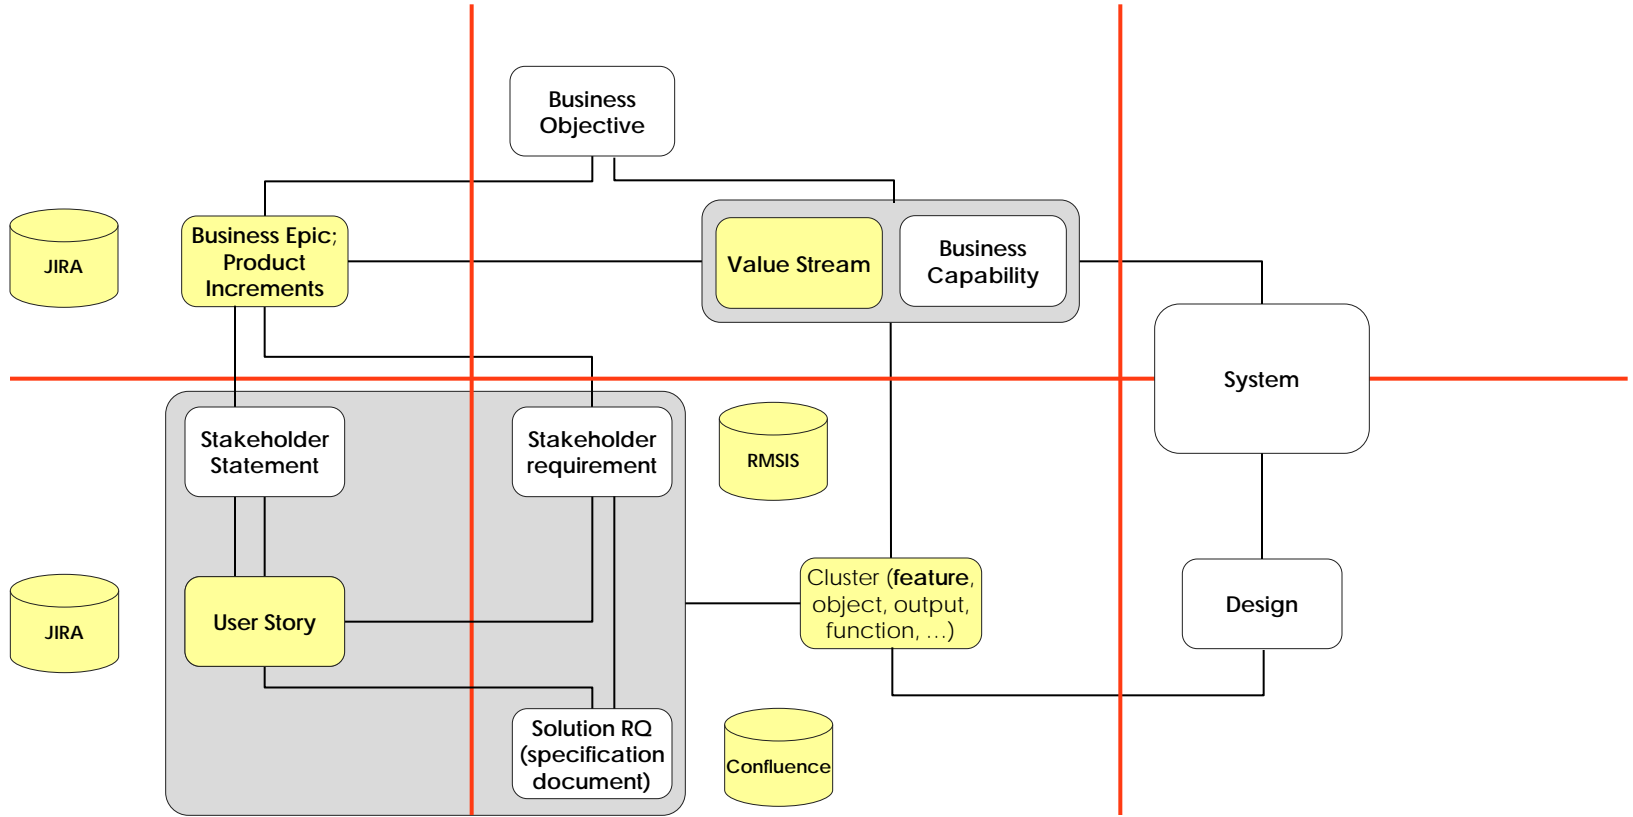 Business
Objective
JIRA
Business Epic;
Product
Increments
Value Stream
Business
Capability
System
Stakeholder
Statement
Stakeholder
requirement
RMSIS
JIRA
User Story
Cluster (feature,
object, output,
function, …)
Design
Solution RQ
(specification
document)
Confluence